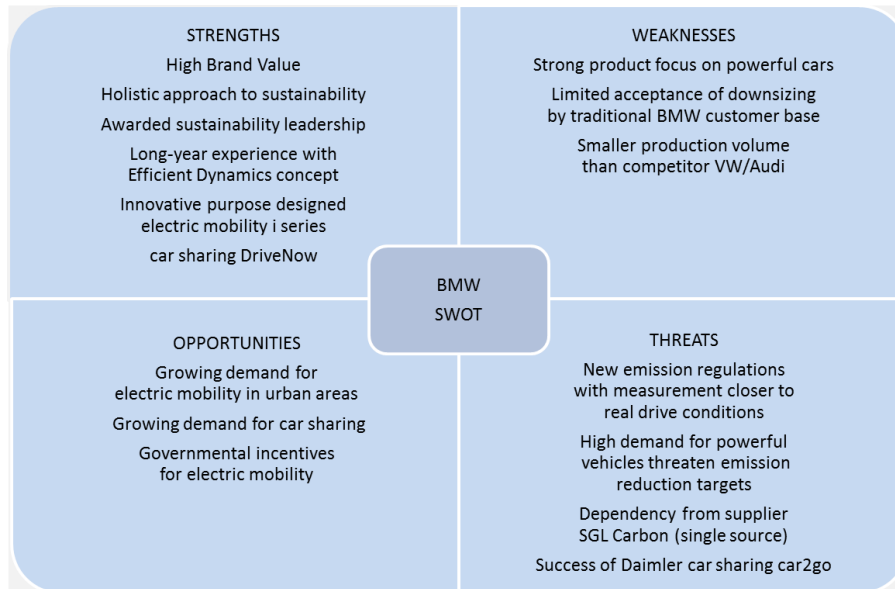 STRENGTHS
High Brand Value
Holistic approach to sustainability
Awarded sustainability leadership
Long-year experience with
Efficient Dynamics concept
Innovative purpose designed
electric mobility i series
car sharing DriveNow
WEAKNESSES
Strong product focus on powerful cars
Limited acceptance of downsizing
by traditional BMW customer base
Smaller production volume
than competitor VW/Audi
BMW
SWOT
OPPORTUNITIES
Growing demand for
electric mobility in urban areas
Growing demand for car sharing
Governmental incentives
for electric mobility
THREATS
New emission regulations
with measurement closer to
real drive conditions
High demand for powerful
vehicles threaten emission
reduction targets
Dependency from supplier
SGL Carbon (single source)
Success of Daimler car sharing car2go